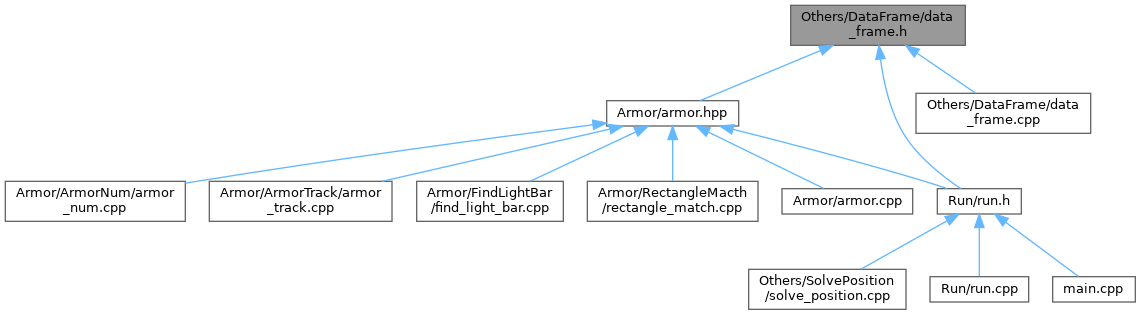 Others/DataFrame/data
_frame.h
Armor/armor.hpp
Others/DataFrame/data
_frame.cpp
Armor/ArmorNum/armor
_num.cpp
Armor/ArmorTrack/armor
_track.cpp
Armor/FindLightBar
/find_light_bar.cpp
Armor/RectangleMacth
/rectangle_match.cpp
Armor/armor.cpp
Run/run.h
Others/SolvePosition
/solve_position.cpp
Run/run.cpp
main.cpp